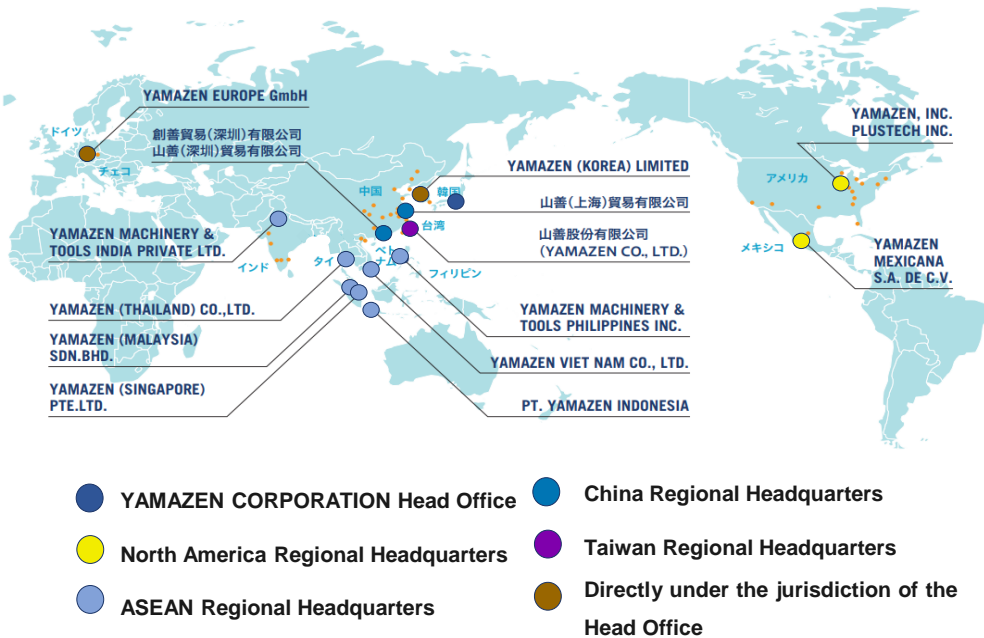 YAMAZEN EUROPE GmbH
ドイツ
チェコ
創善貿易(深圳)有限公司
山善(深圳)貿易有限公司
YAMAZEN (KOREA) LIMITED
中国
韓国
山善(上海)貿易有限公司
台湾
山善股份有限公司
(YAMAZEN CO., LTD.)
YAMAZEN, INC.
PLUSTECH INC.
アメリカ
メキシコ
YAMAZEN
MEXICANA
S.A. DE C.V.
YAMAZEN MACHINERY &
TOOLS INDIA PRIVATE LTD.
インド
タイ
ベト
ナム
フィリピン
YAMAZEN (THAILAND) CO.,LTD.
YAMAZEN (MALAYSIA)
SDN.BHD.
YAMAZEN (SINGAPORE)
PTE.LTD.
YAMAZEN MACHINERY &
TOOLS PHILIPPINES INC.
YAMAZEN VIET NAM CO., LTD.
PT. YAMAZEN INDONESIA
YAMAZEN CORPORATION Head Office
North America Regional Headquarters
ASEAN Regional Headquarters
China Regional Headquarters
Taiwan Regional Headquarters
Directly under the jurisdiction of the
Head Office